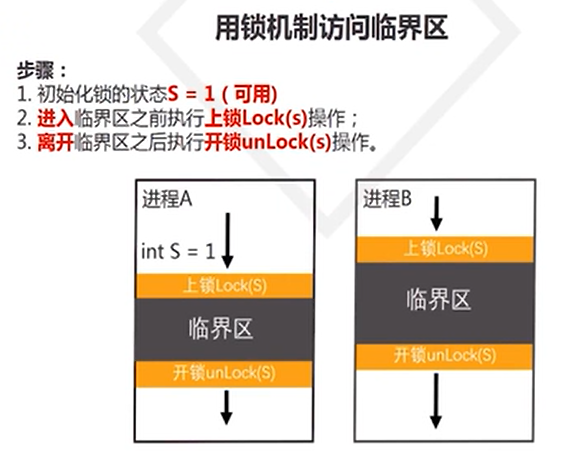 用锁机制访问临界区
步骤：
1. 初始化锁的状态S = 1 ( 可用)
2. 进入临界区之前执行上锁Lock(s)操作；
3. 离开临界区之后执行开锁unLock(s)操作。
进程A
int S = 1
上锁Lock(S)
临界区
开锁unLock(S)
进程B
上锁Lock(S)
临界区
开锁unLock(S)